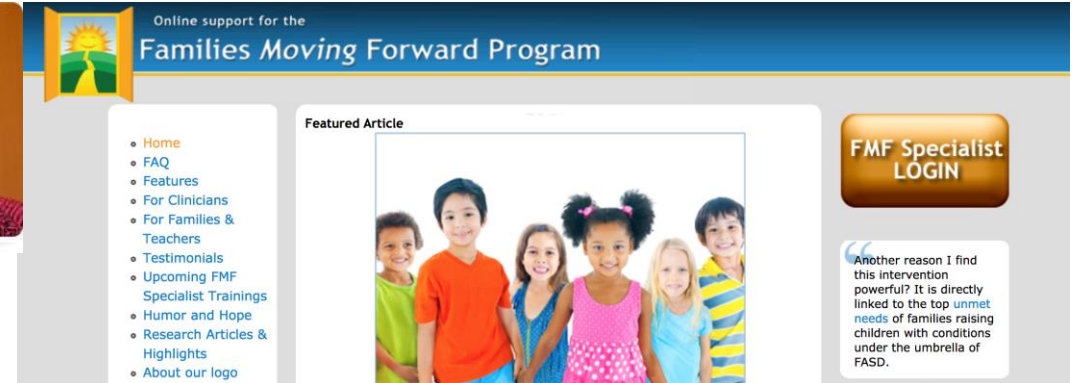 Online support for the
Families Moving Forward Program
Home
FAQ
Features
For Clinicians
For Families &
Teachers
Testimonials
Upcoming FMF
Specialist Trainings
Humor and Hope
Research Articles &
Highlights
About our logo
Featured Article
FMF Specialist
LOGIN
Another reason I find
this intervention
powerful? It is directly
linked to the top unmet
needs of families raising
children with conditions
under the umbrella of
FASD.